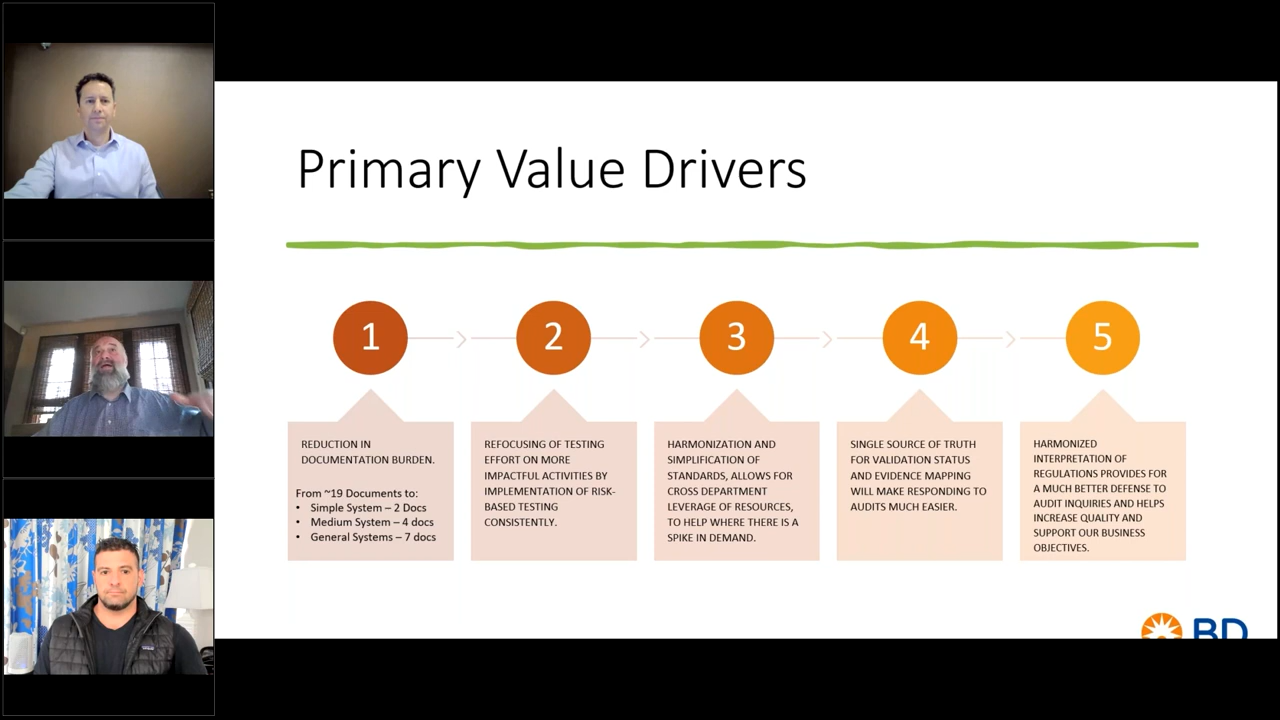 Primary Value Drivers
1
2
3
4
5
REDUCTION IN
DOCUMENTATION BURDEN.
From ~19 Documents to:
• Simple System – 2 Docs
• Medium System – 4 docs
• General Systems – 7 docs
REFOCUSING OF TESTING
EFFORT ON MORE
IMPACTFUL ACTIVITIES BY
IMPLEMENTATION OF RISK-
BASED TESTING
CONSISTENTLY.
HARMONIZATION AND
SIMPLIFICATION OF
STANDARDS, ALLOWS FOR
CROSS DEPARTMENT
LEVERAGE OF RESOURCES,
TO HELP WHERE THERE IS A
SPIKE IN DEMAND.
SINGLE SOURCE OF TRUTH
FOR VALIDATION STATUS
AND EVIDENCE MAPPING
WILL MAKE RESPONDING TO
AUDITS MUCH EASIER.
HARMONIZED
INTERPRETATION OF
REGULATIONS PROVIDES FOR
A MUCH BETTER DEFENSE TO
AUDIT INQUIRIES AND HELPS
INCREASE QUALITY AND
SUPPORT OUR BUSINESS
OBJECTIVES.
BD